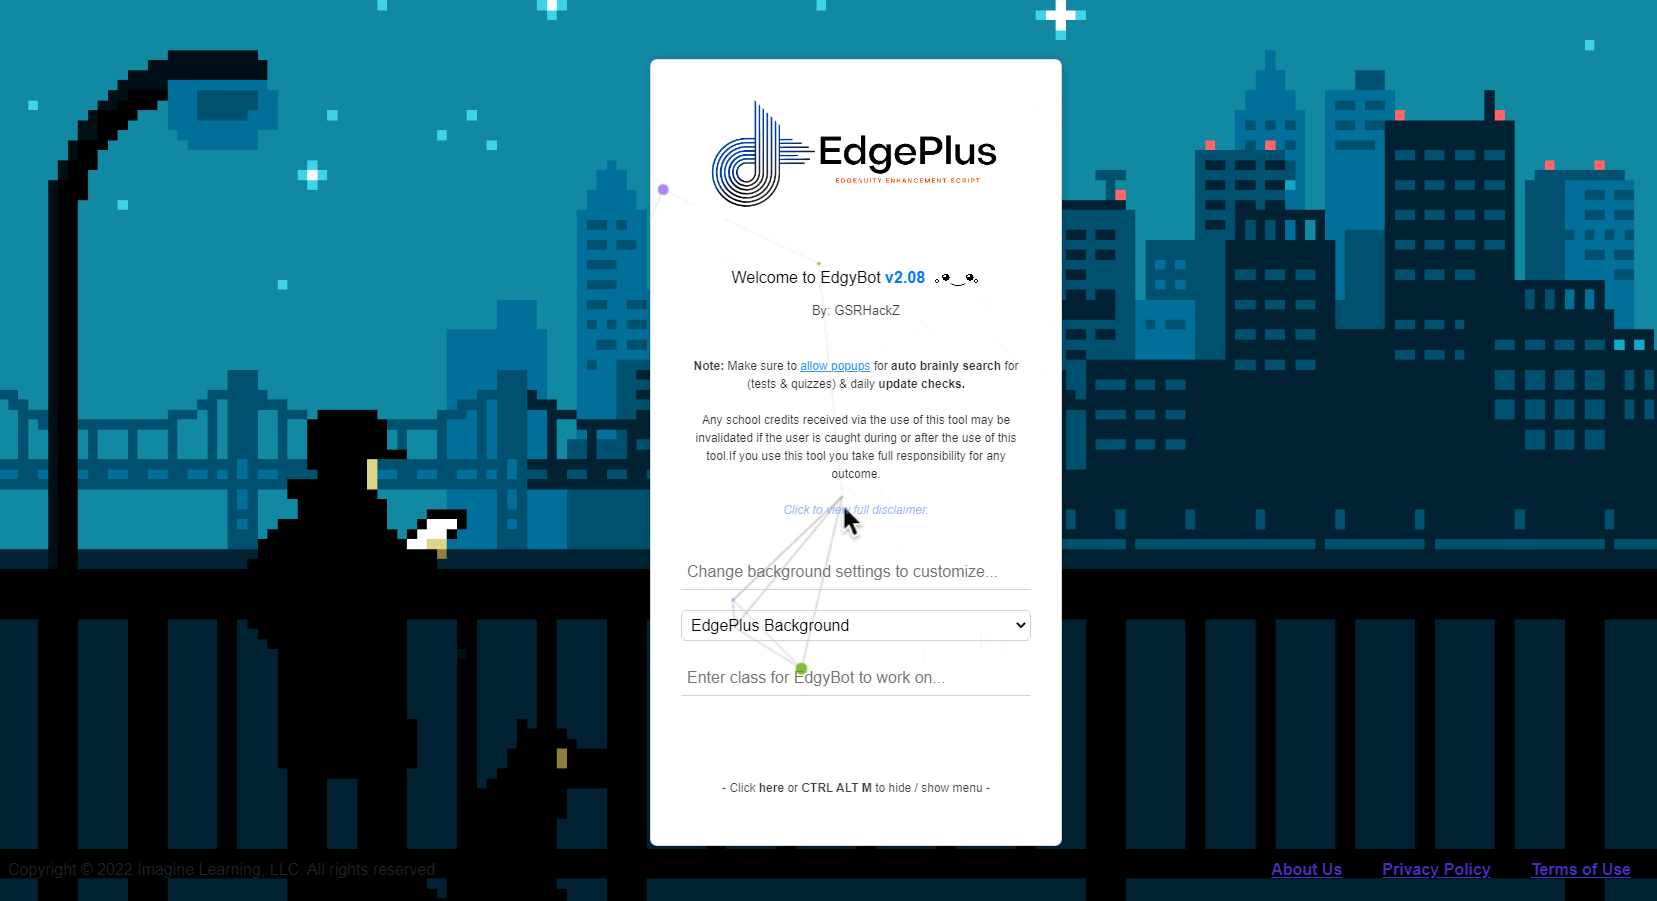 EdgePlus
EDGENUITY ENHANCEMENT SCRIPT
Welcome to EdgyBot v2.08
By: GSRHackZ
Note: Make sure to allow popups for auto brainly search for
(tests & quizzes) & daily update checks.
Any school credits received via the use of this tool may be
invalidated if the user is caught during or after the use of this
tool.If you use this tool you take full responsibility for any
outcome.
Click to view full disclaimer.
Change background settings to customize...
EdgePlus Background
Enter class for EdgyBot to work on...
- Click here or CTRL ALT M to hide / show menu -
Copyright © 2022 Imagine Learning, LLC. All rights reserved.
About Us Privacy Policy Terms of Use